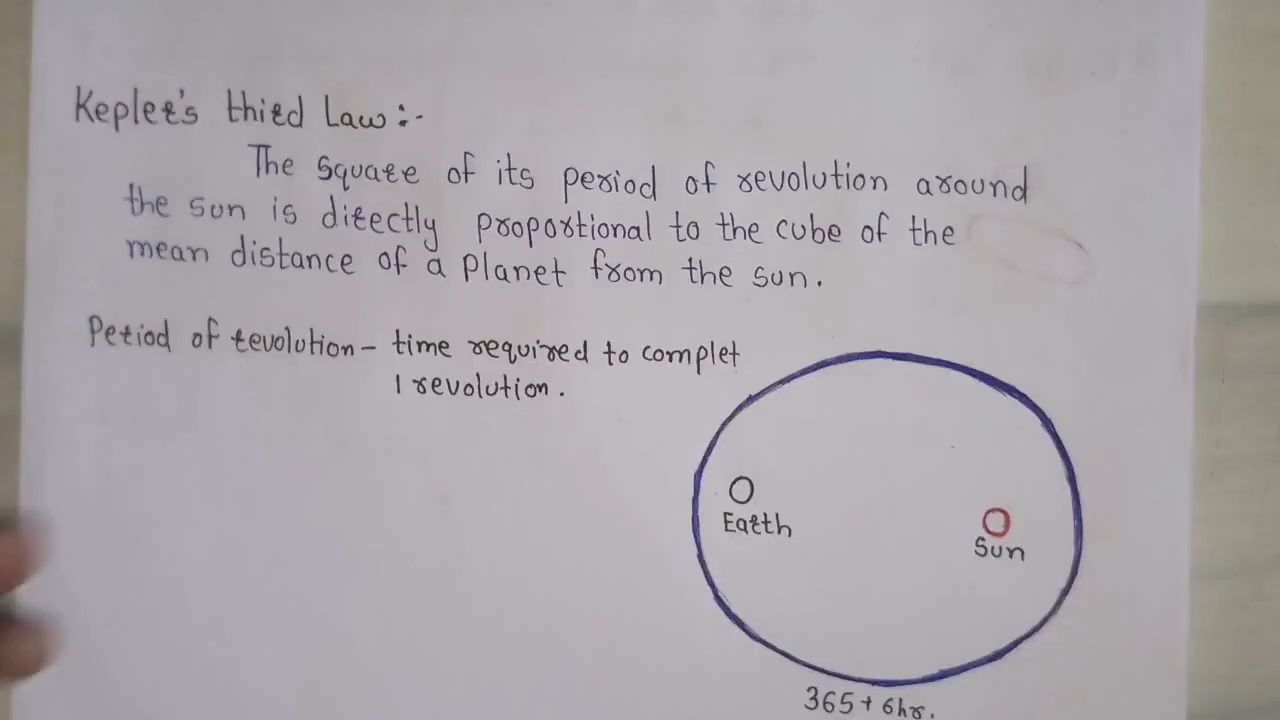 Kepler's third Law :-
The square of its period of revolution around
the sun is directly proportional to the cube of the
mean distance of a planet from the sun.
Period of revolution - time required to complet
1 revolution.
Earth
Sun
365 + 6hr.